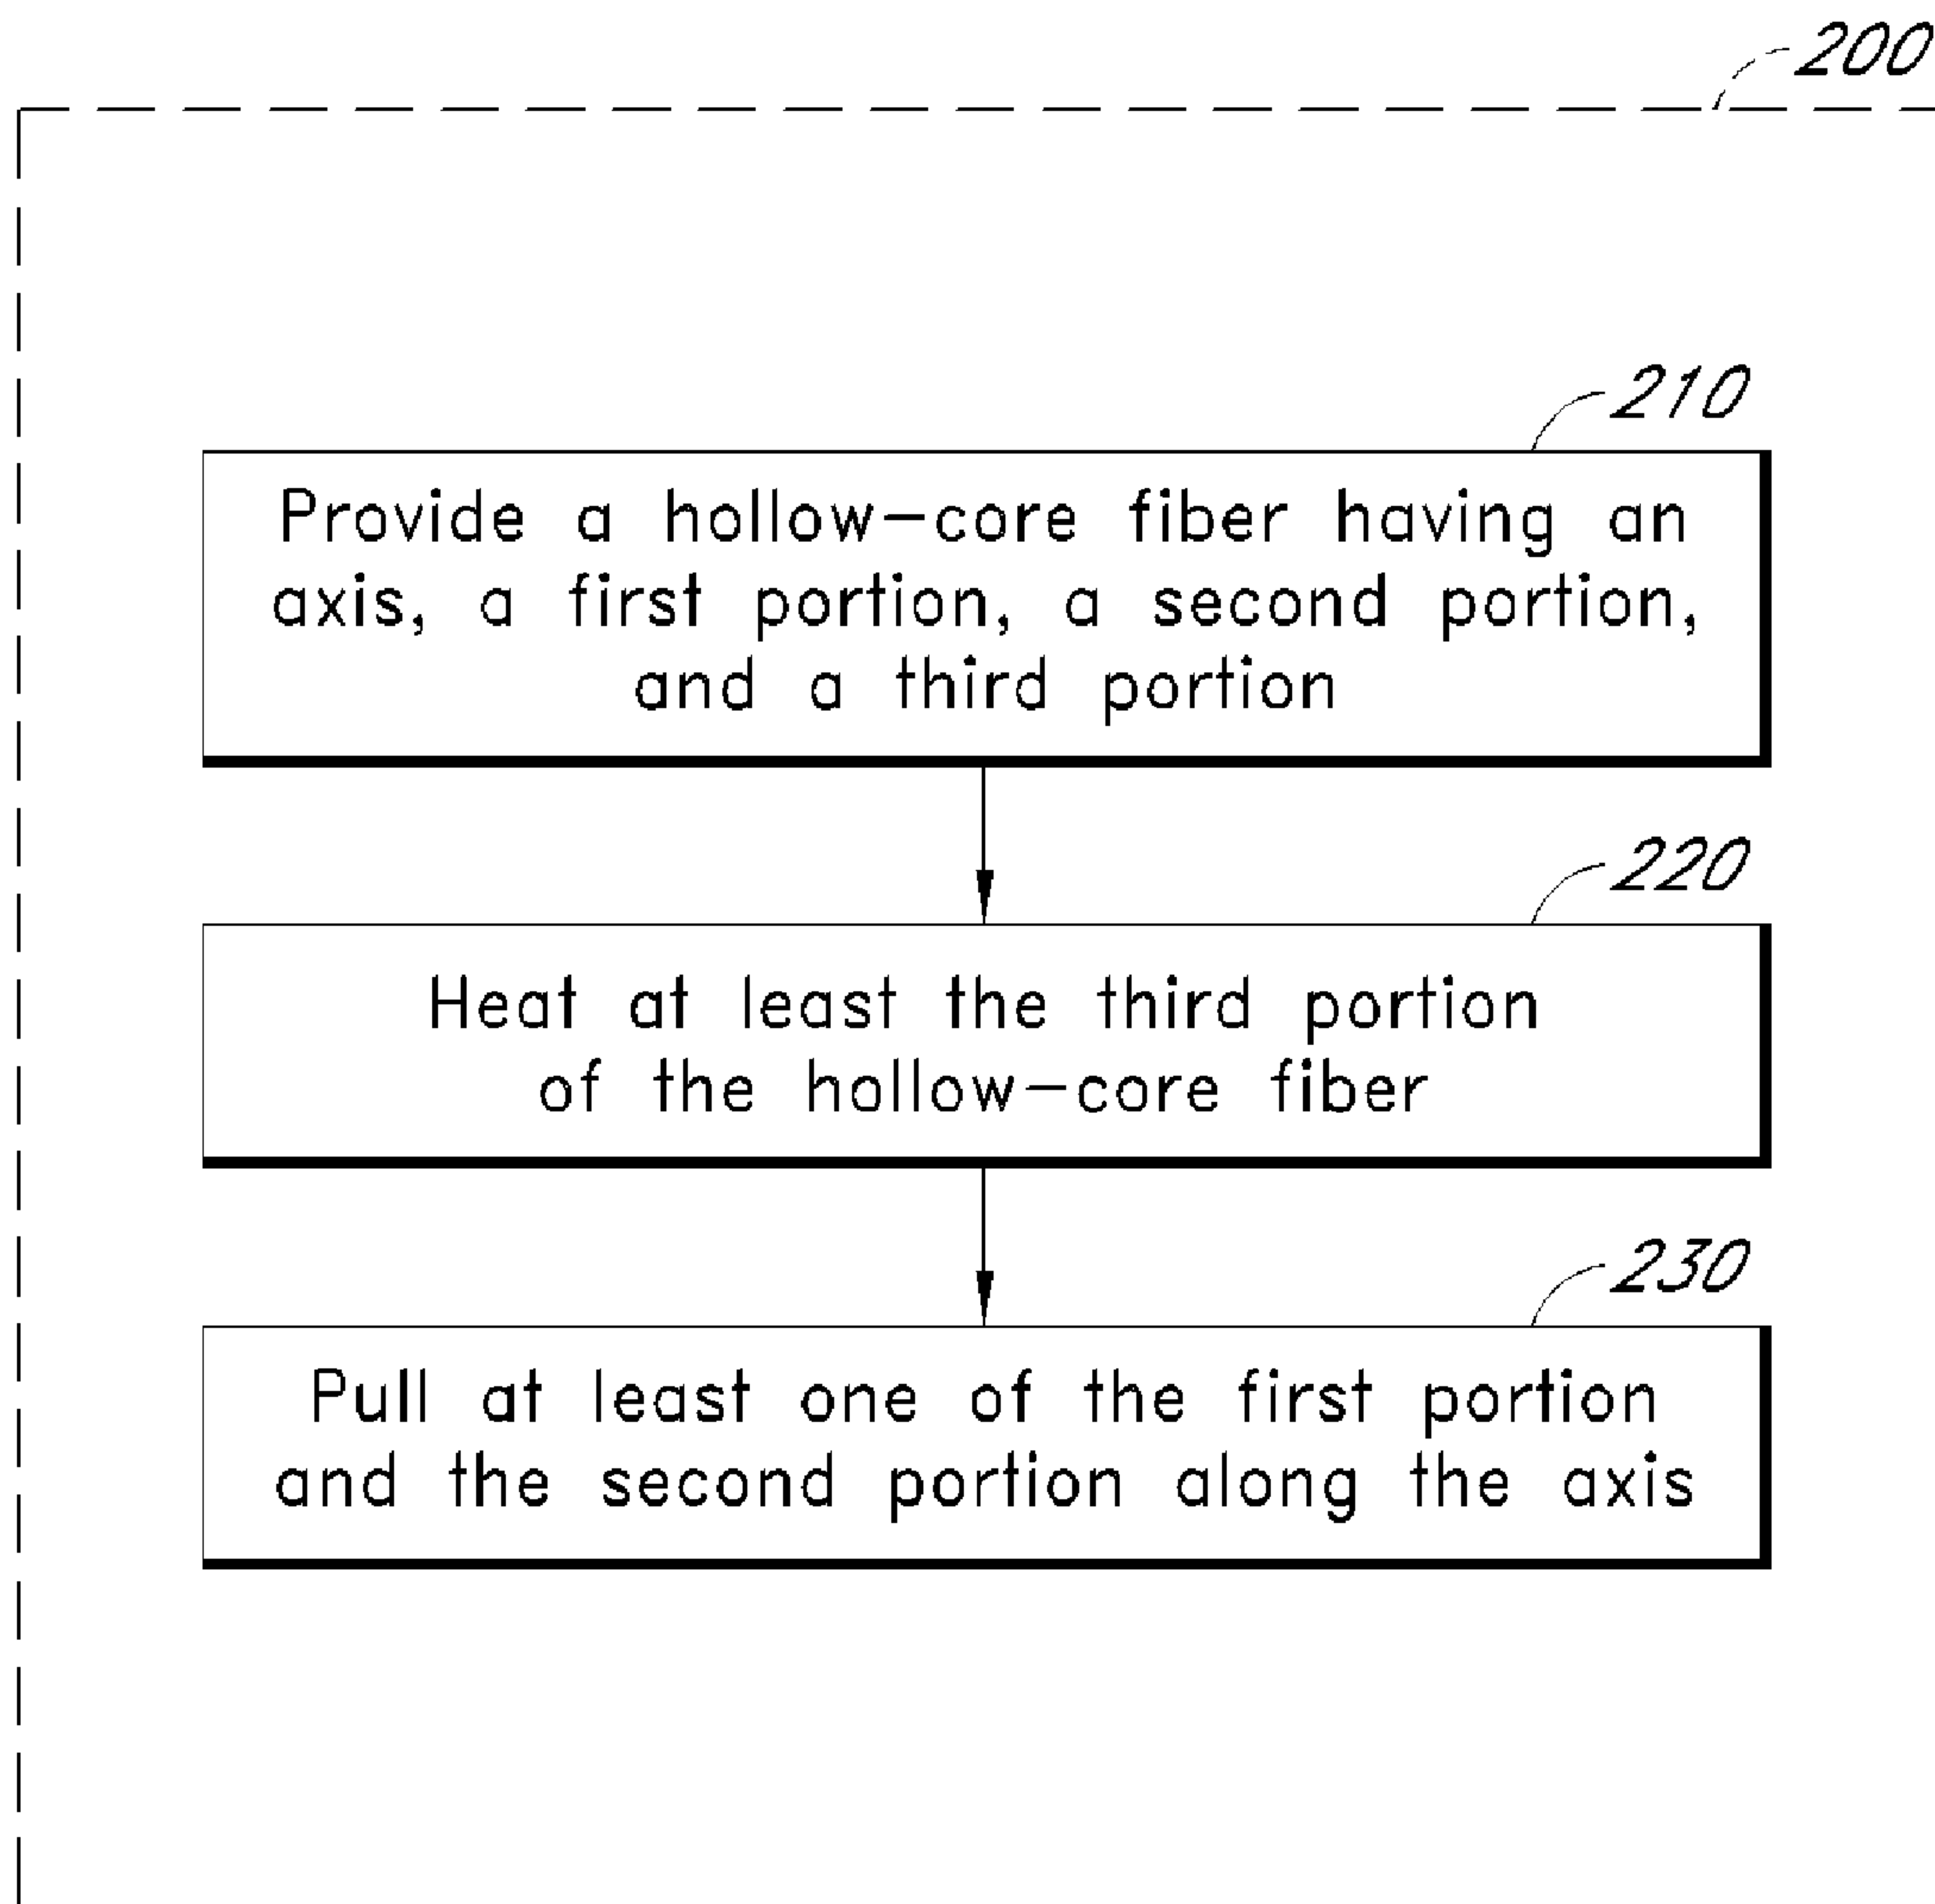 200
210
Provide a hollow-core fiber having an
axis, a first portion, a second portion,
and a third portion
220
Heat at least the third portion
of the hollow-core fiber
230
Pull at least one of the first portion
and the second portion along the axis